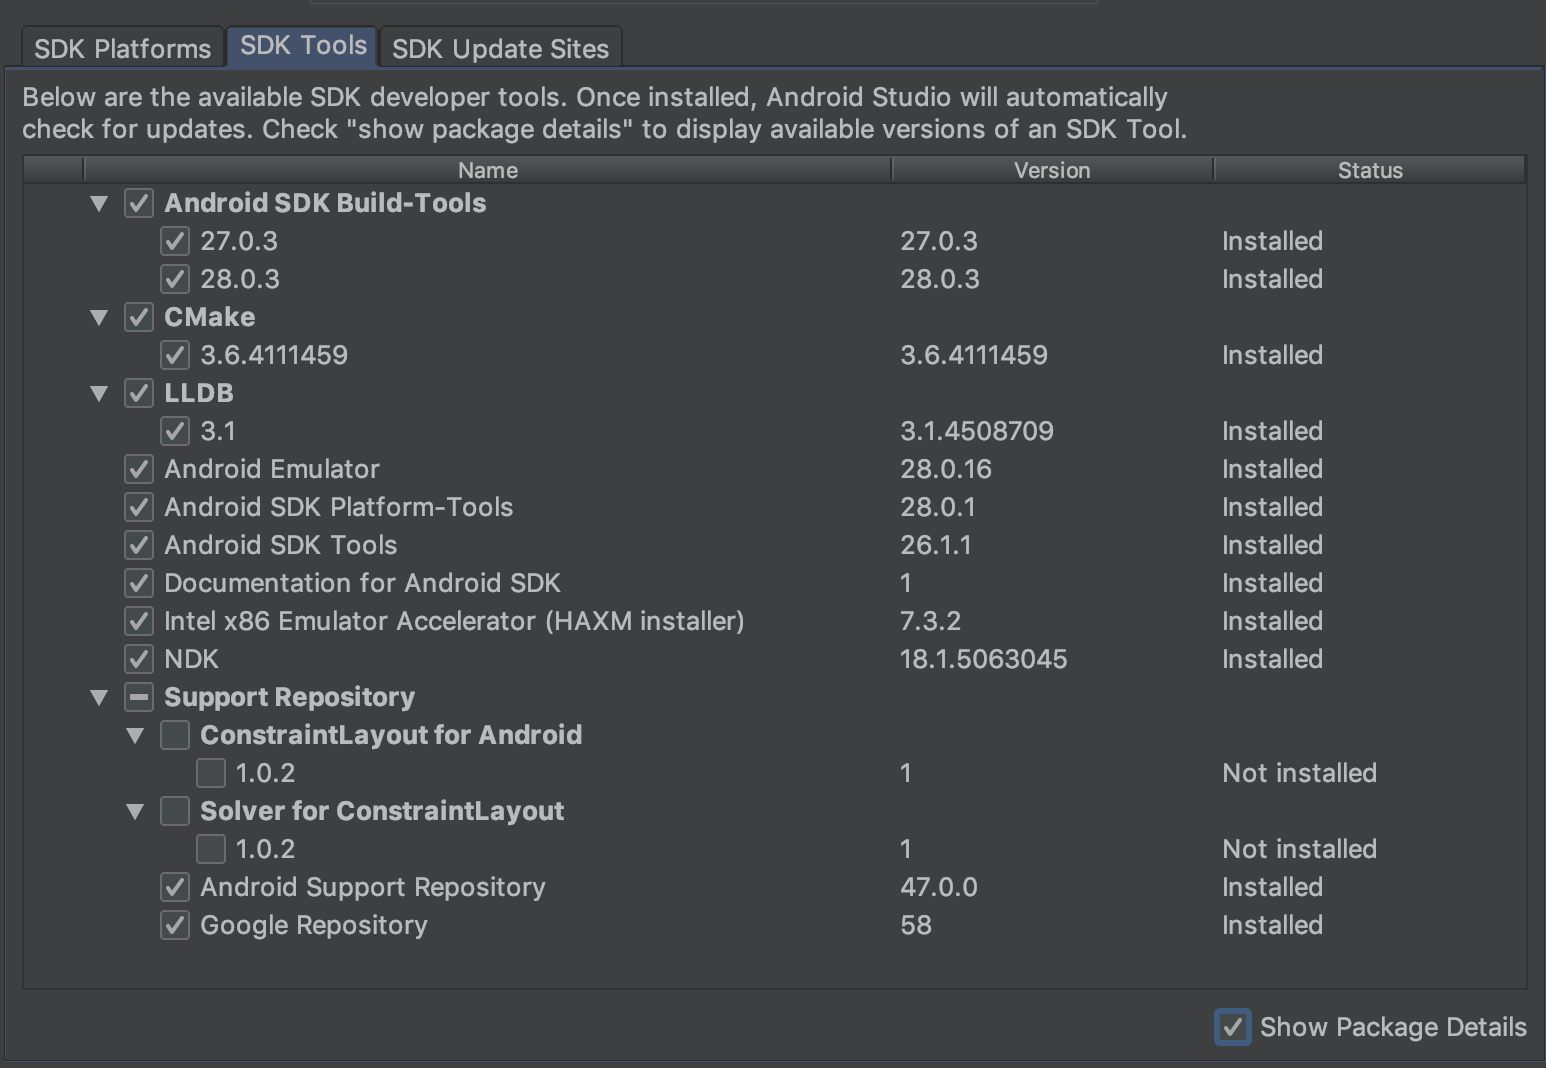 SDK Platforms SDK Tools SDK Update Sites
Below are the available SDK developer tools. Once installed, Android Studio will automatically
check for updates. Check "show package details" to display available versions of an SDK Tool.
Name Version Status
Android SDK Build-Tools
27.0.3 27.0.3 Installed
28.0.3 28.0.3 Installed
CMake
3.6.4111459 3.6.4111459 Installed
LLDB
3.1 3.1.4508709 Installed
Android Emulator 28.0.16 Installed
Android SDK Platform-Tools 28.0.1 Installed
Android SDK Tools 26.1.1 Installed
Documentation for Android SDK 1 Installed
Intel x86 Emulator Accelerator (HAXM installer) 7.3.2 Installed
NDK 18.1.5063045 Installed
Support Repository
ConstraintLayout for Android
1.0.2 1 Not installed
Solver for ConstraintLayout
1.0.2 1 Not installed
Android Support Repository 47.0.0 Installed
Google Repository 58 Installed
Show Package Details